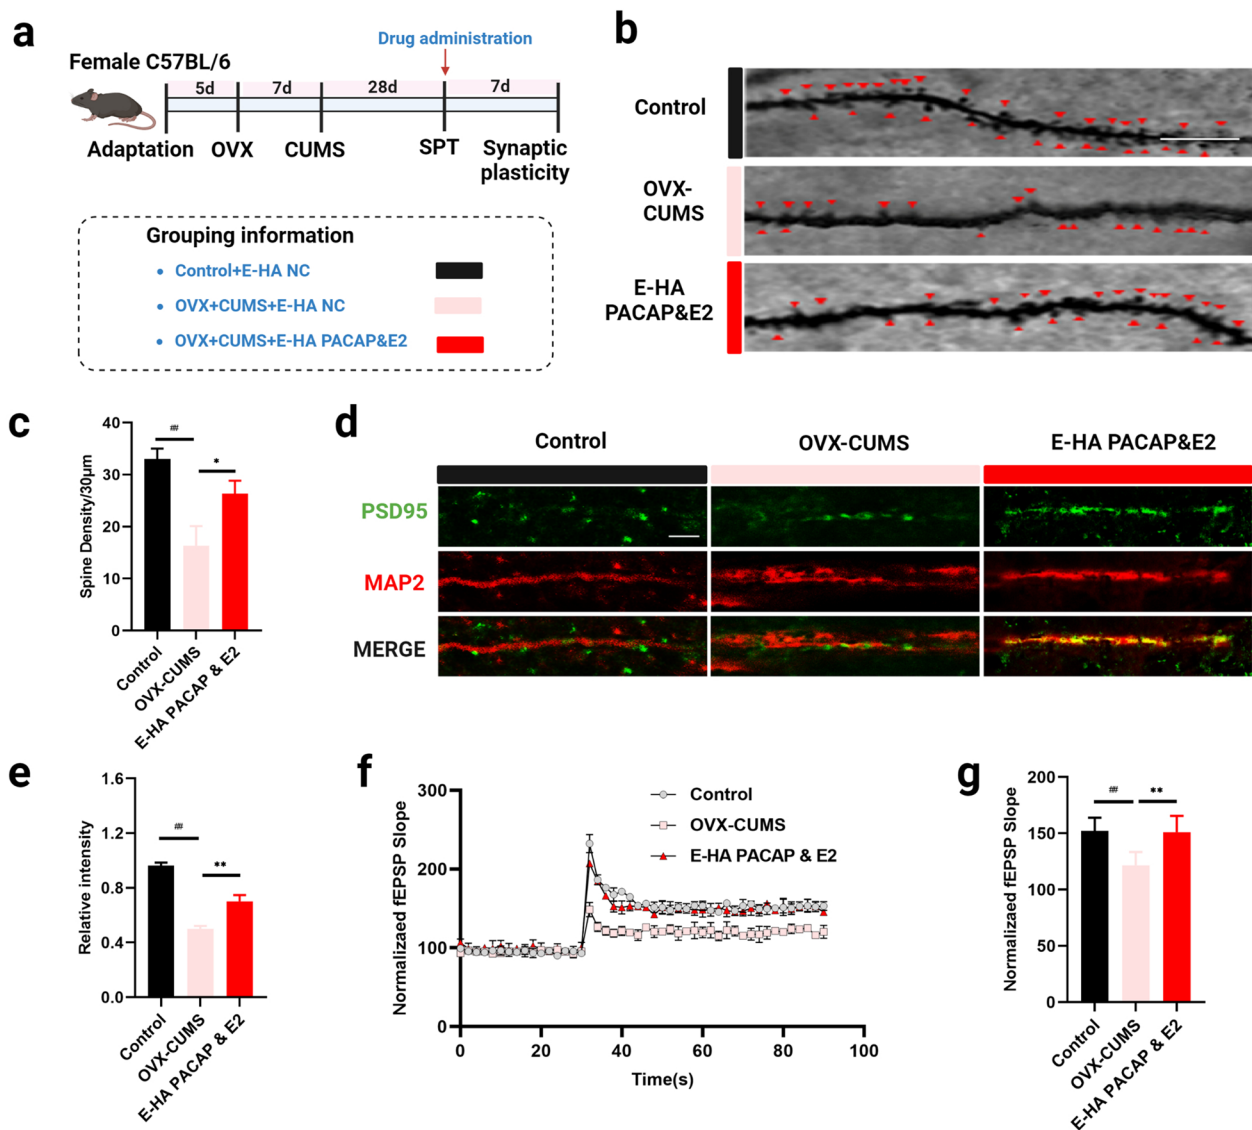 a
Drug administration
Female C57BL/6
5d 7d 28d 7d
Adaptation OVX CUMS SPT Synaptic
plasticity
Grouping information
• Control+E-HA NC
• OVX+CUMS+E-HA NC
• OVX+CUMS+E-HA PACAP&E2
b
Control
OVX-
CUMS
E-HA
PACAP&E2
c
Spine Density/30μm
40
30
20
10
0
##
*
Control
OVX-CUMS
E-HA PACAP & E2
d
Control OVX-CUMS E-HA PACAP&E2
PSD95
MAP2
MERGE
e
Relative intensity
1.6
1.2
0.8
0.4
0.0
##
**
Control
OVX-CUMS
E-HA PACAP & E2
f
Normalizaed fEPSP Slope
300
200
100
0
Control
OVX-CUMS
E-HA PACAP & E2
0 20 40 60 80 100
Time(s)
g
Normalizaed fEPSP Slope
200
150
100
50
0
##
**
Control
OVX-CUMS
E-HA PACAP & E2